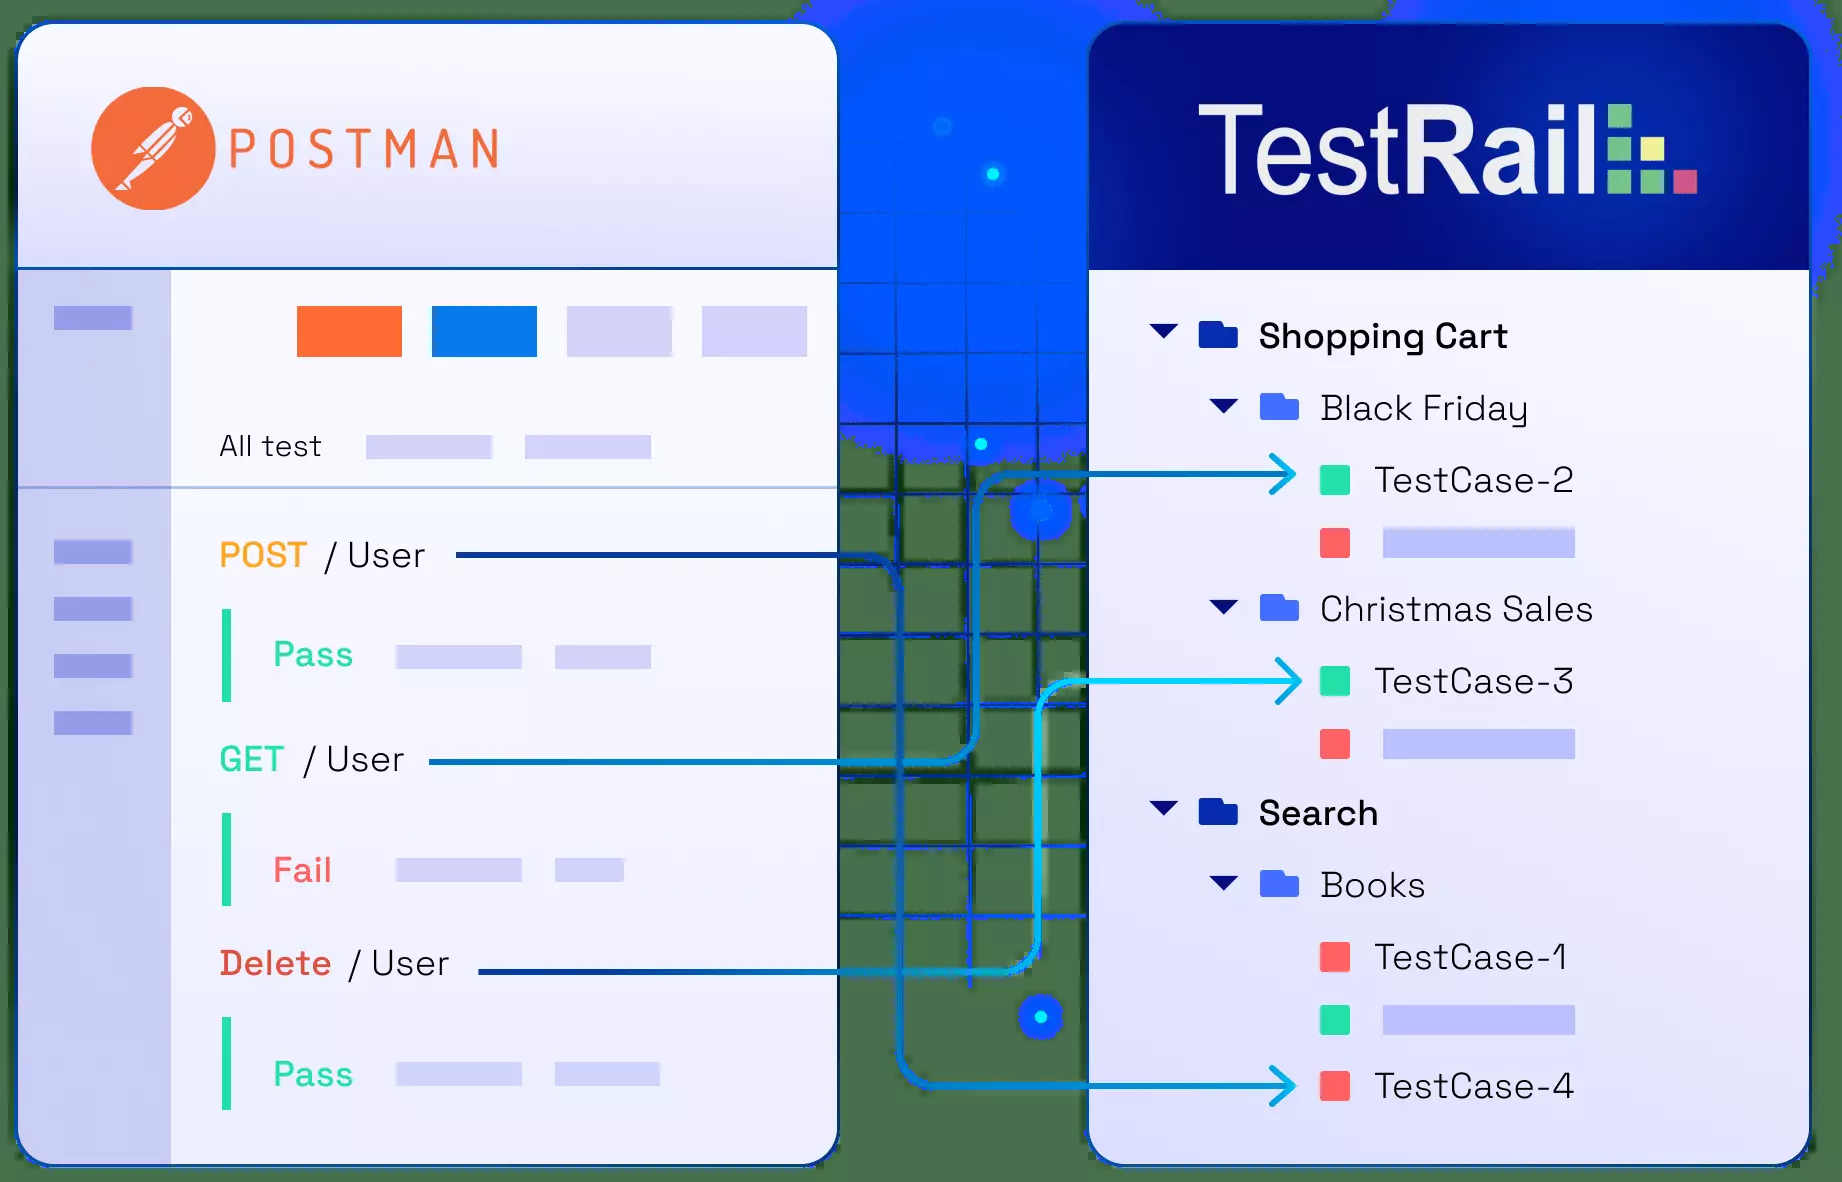 POSTMAN
All test
POST / User
Pass
GET / User
Fail
Delete / User
Pass
TestRail
Shopping Cart
Black Friday
TestCase-2
Christmas Sales
TestCase-3
Search
Books
TestCase-1
TestCase-4